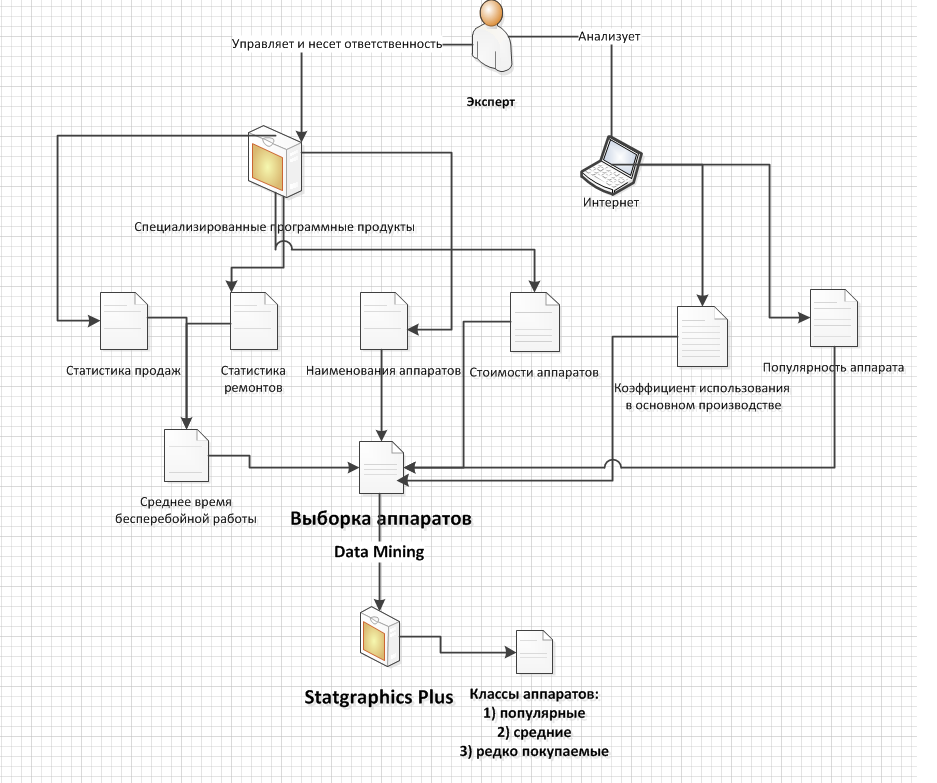 Управляет и несет ответственность
Анализует
Эксперт
Интернет
Специализированные программные продукты
Статистика продаж
Статистика
ремонтов
Наименования аппаратов
Стоимости аппаратов
Коэффициент использования
в основном производстве
Популярность аппарата
Среднее время
бесперебойной работы
Выборка аппаратов
Data Mining
Statgraphics Plus
Классы аппаратов:
1) популярные
2) средние
3) редко покупаемые